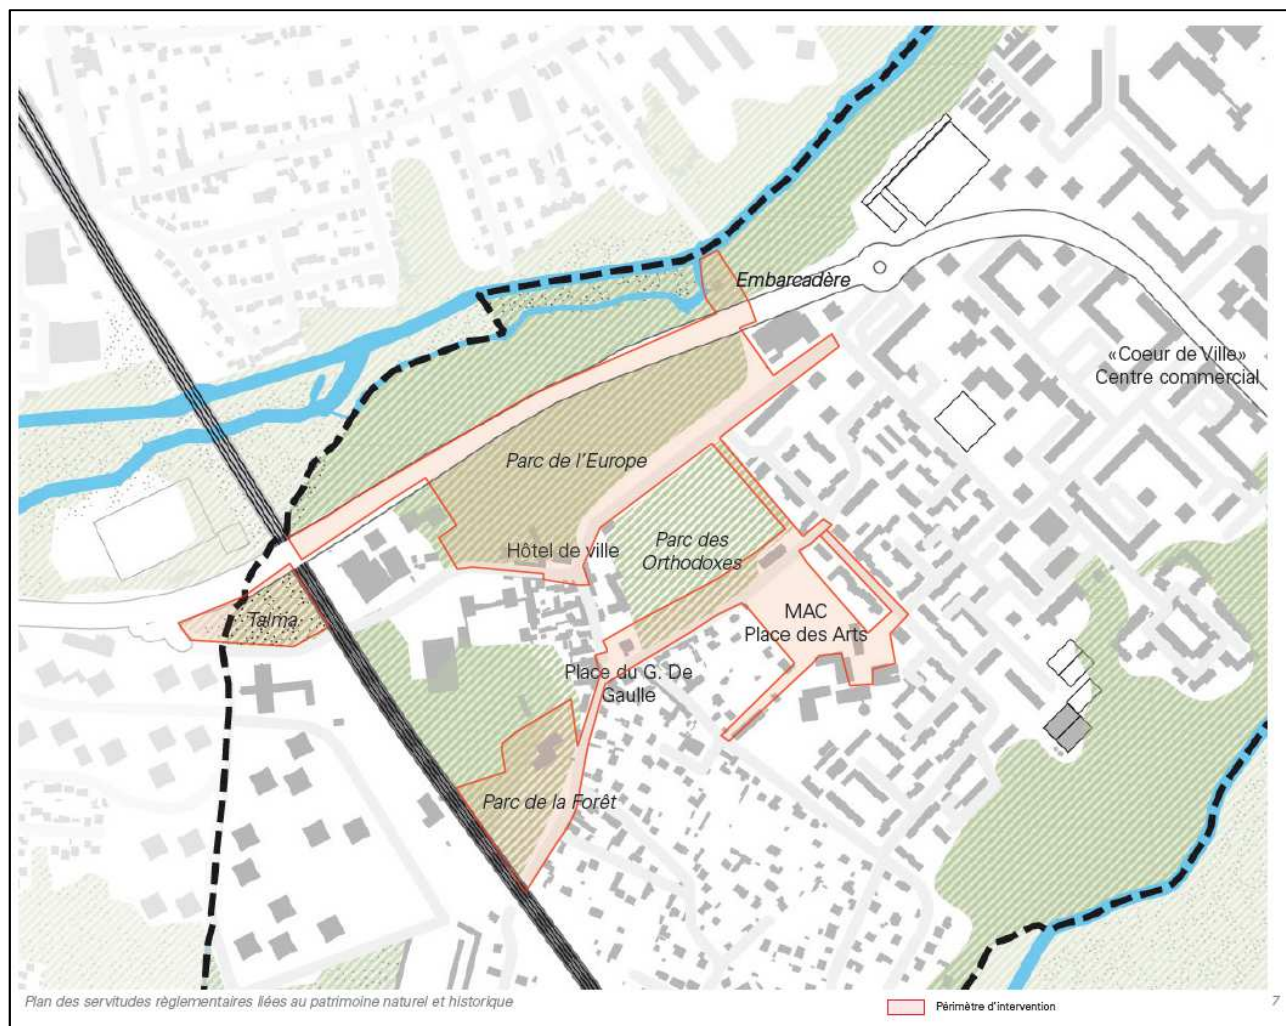 Embarcadère
«Coeur de Ville»
Centre commercial
Parc de l'Europe
Hôtel de ville
Parc des
Orthodoxes
Talma
MAC
Place des Arts
Place du G. De
Gaulle
Parc de la Forêt
Plan des servitudes règlementaires liées au patrimoine naturel et historique
Périmètre d'intervention
7